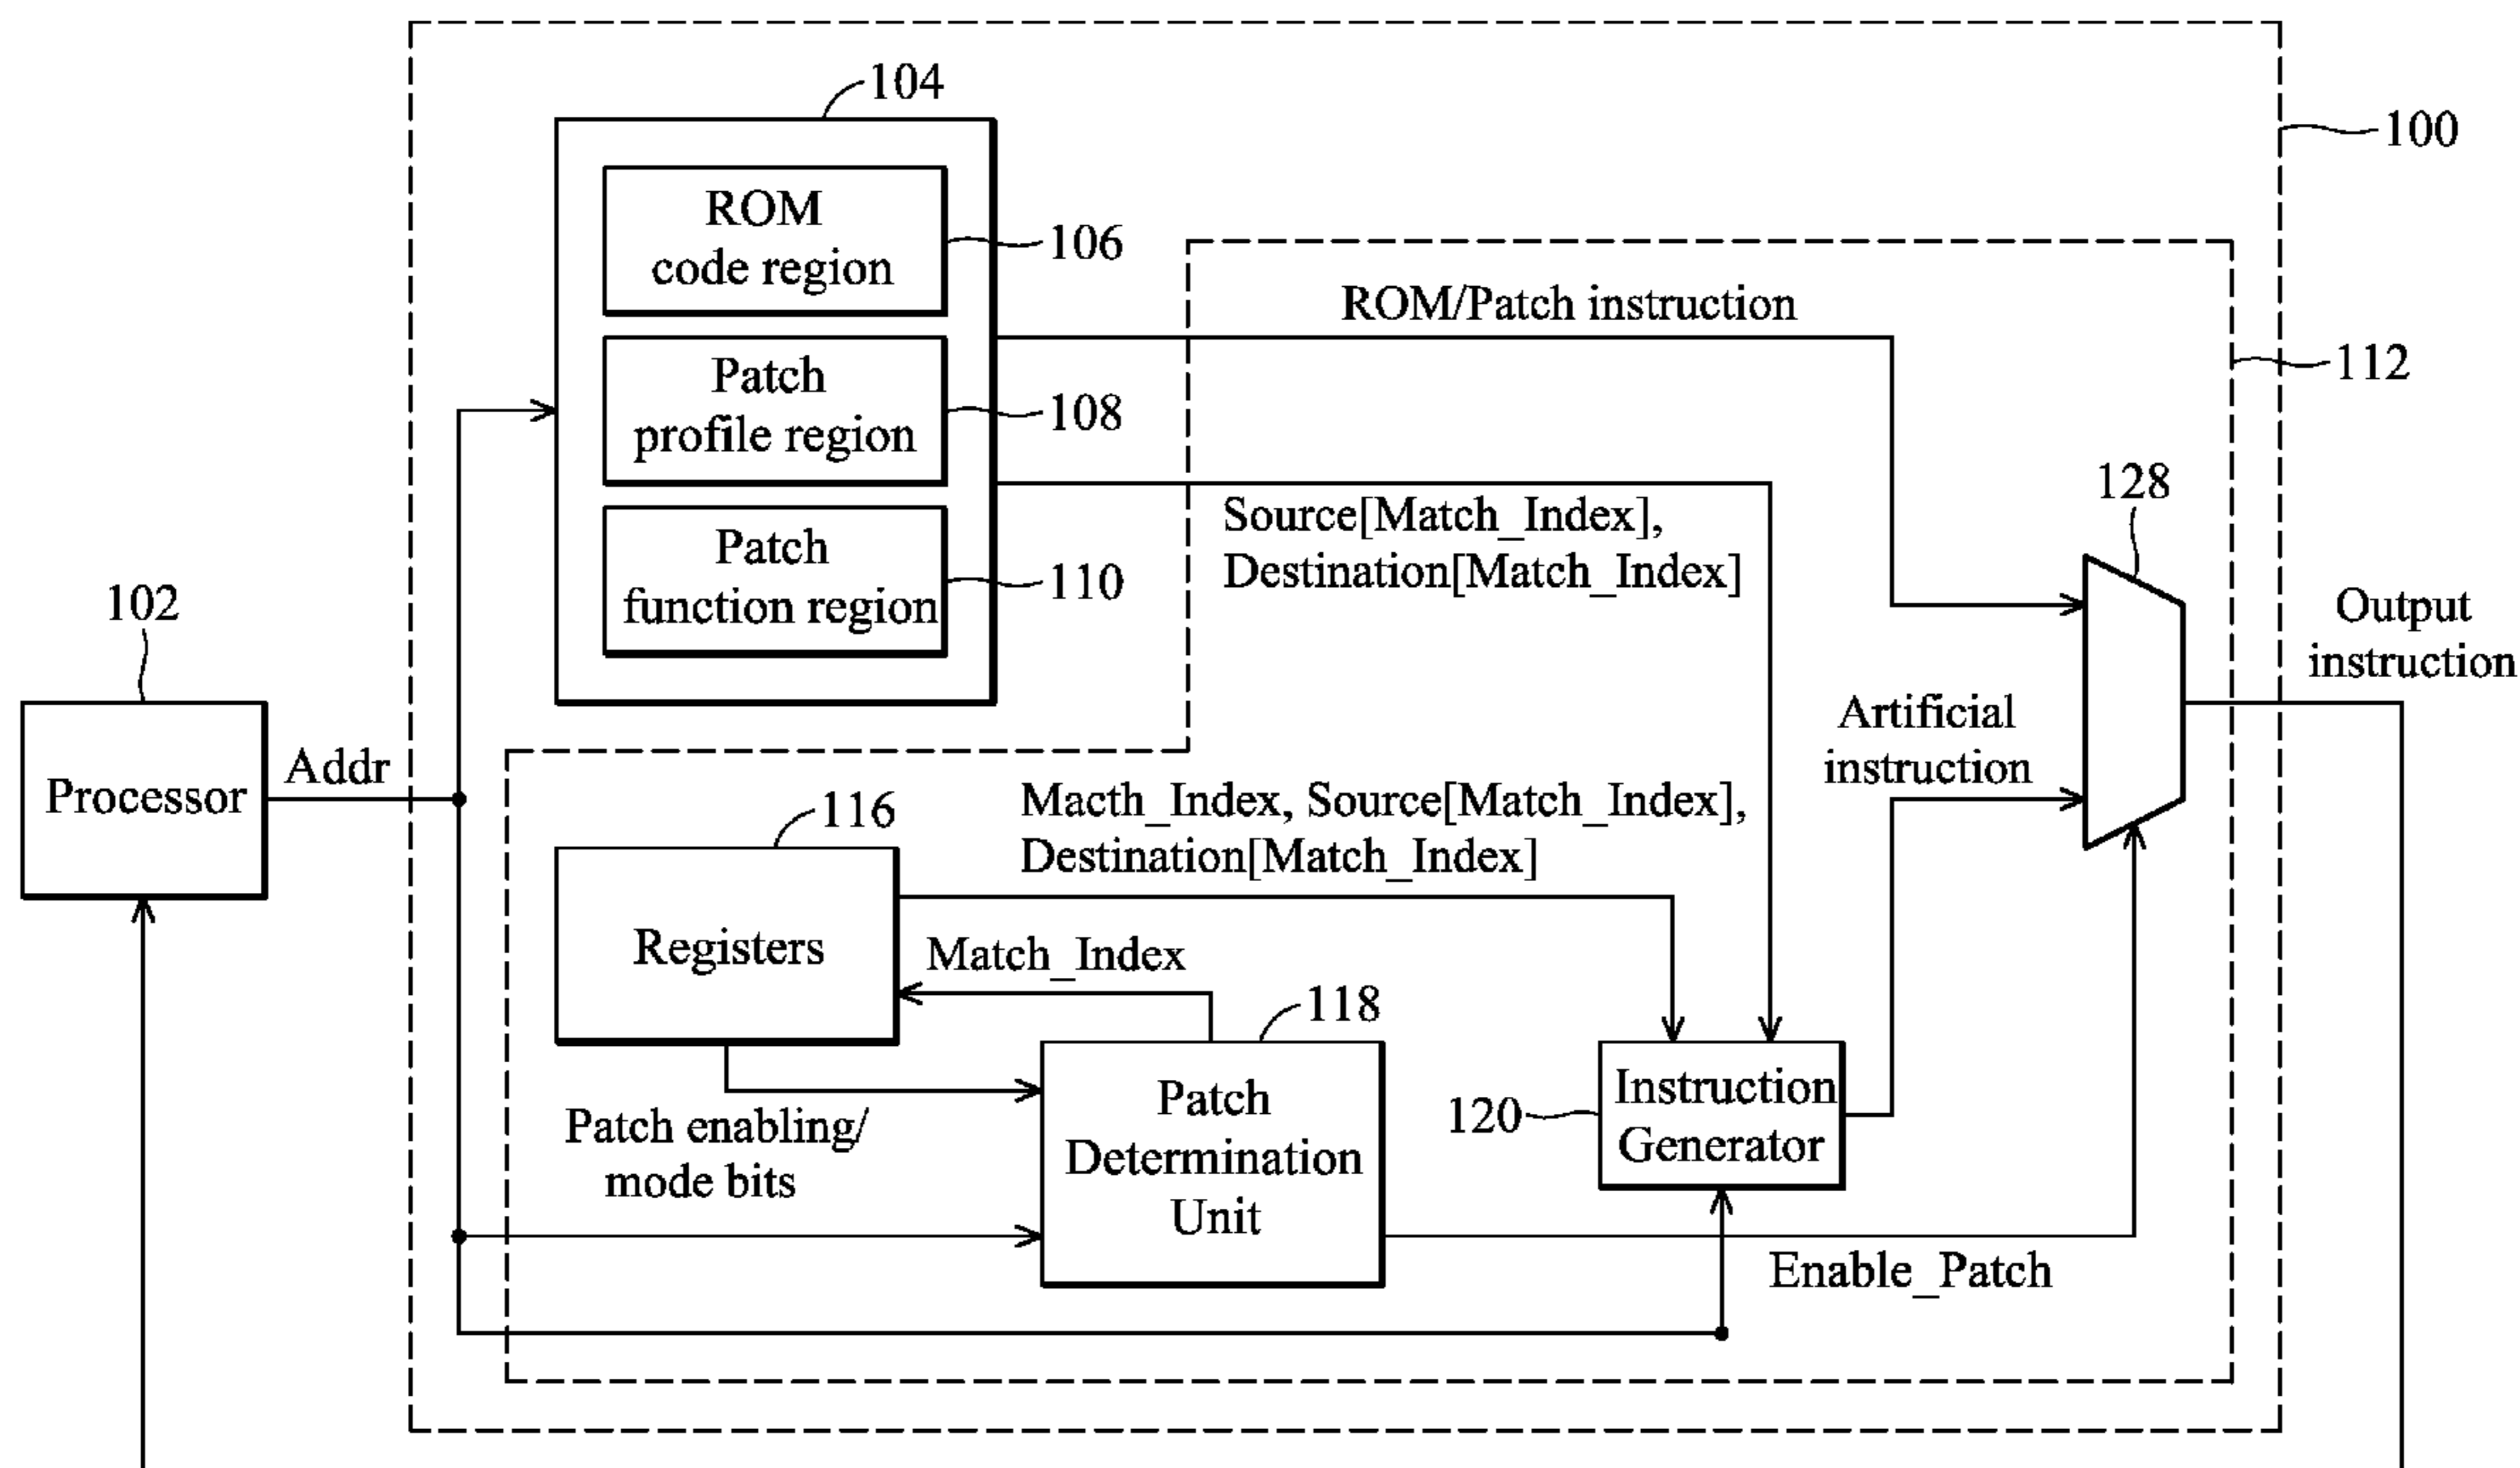 104
100
ROM
code region
106
ROM/Patch instruction
112
Patch
profile region
108
128
Source[Match_Index],
Destination[Match_Index]
Patch
function region
110
102
Output
instruction
Artificial
instruction
Processor
Addr
116
Macth_Index, Source[Match_Index],
Destination[Match_Index]
Registers
Match_Index
118
Patch
Determination
Unit
120
Instruction
Generator
Patch enabling/
mode bits
Enable_Patch